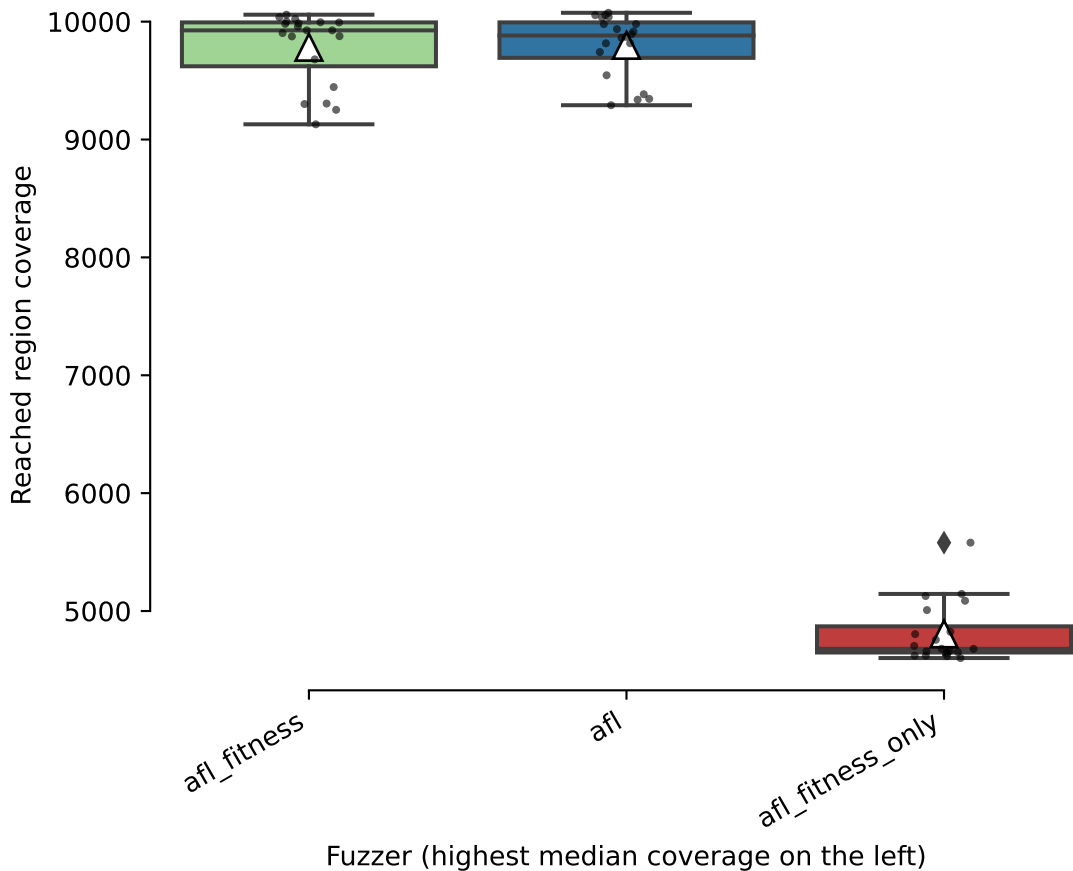 10000
9000
8000
7000
6000
5000
Reached region coverage
afl_fitness
afl
afl_fitness_only
Fuzzer (highest median coverage on the left)